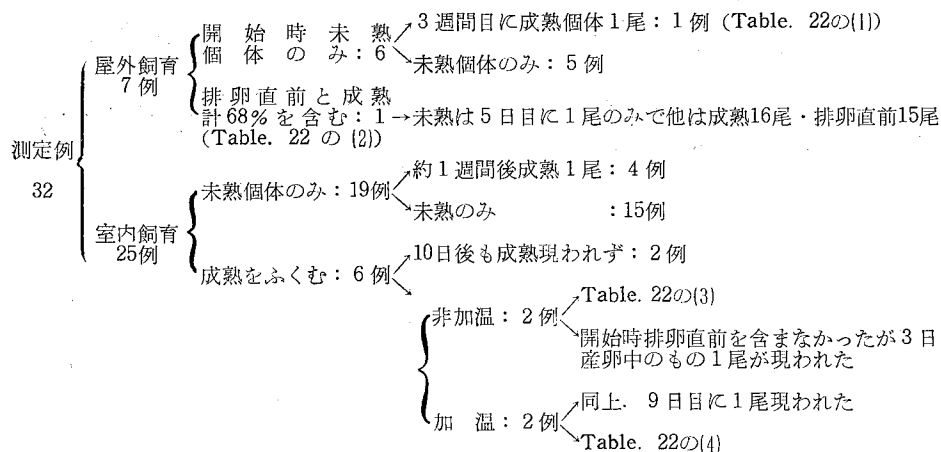 測定例
32
屋外飼育
7例
開始時未熟
個体のみ：6
3週間目に成熟個体1尾：1例 (Table. 22の(1))
未熟個体のみ：5例
排卵直前と成熟
計68%を含む：1
(Table. 22 の (2))
未熟は5日目に1尾のみで他は成熟16尾・排卵直前15尾
室内飼育
25例
未熟個体のみ：19例
約1週間後成熟1尾：4例
未熟のみ：15例
成熟をふくむ：6例
10日後も成熟現われず：2例
非加温：2例
Table. 22の(3)
開始時排卵直前を含まなかったが3日
産卵中のもの1尾が現われた
加温：2例
同上．9日目に1尾現われた
Table. 22の(4)